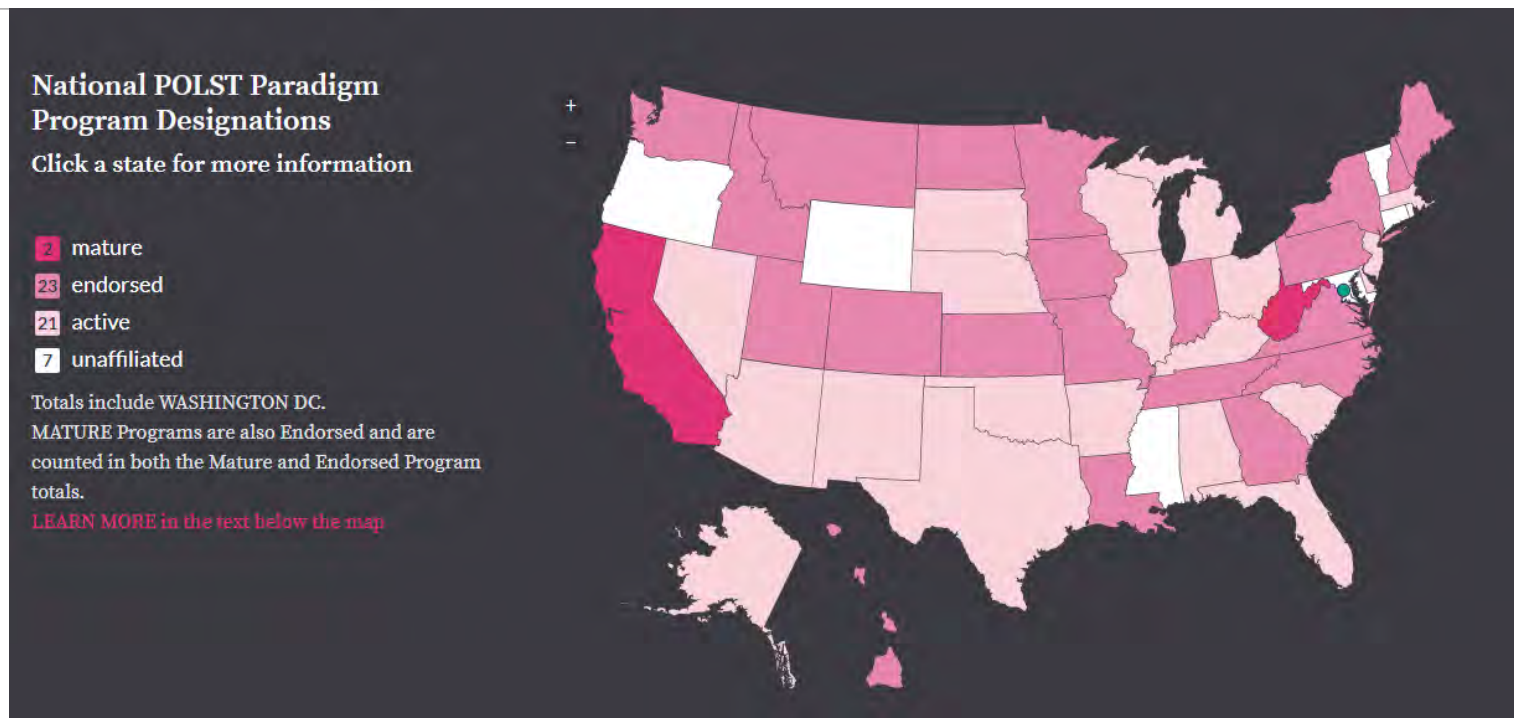 National POLST Paradigm
Program Designations
Click a state for more information
+
−
2 mature
23 endorsed
21 active
7 unaffiliated
Totals include WASHINGTON DC.
MATURE Programs are also Endorsed and are
counted in both the Mature and Endorsed Program
totals.
LEARN MORE in the text below the map